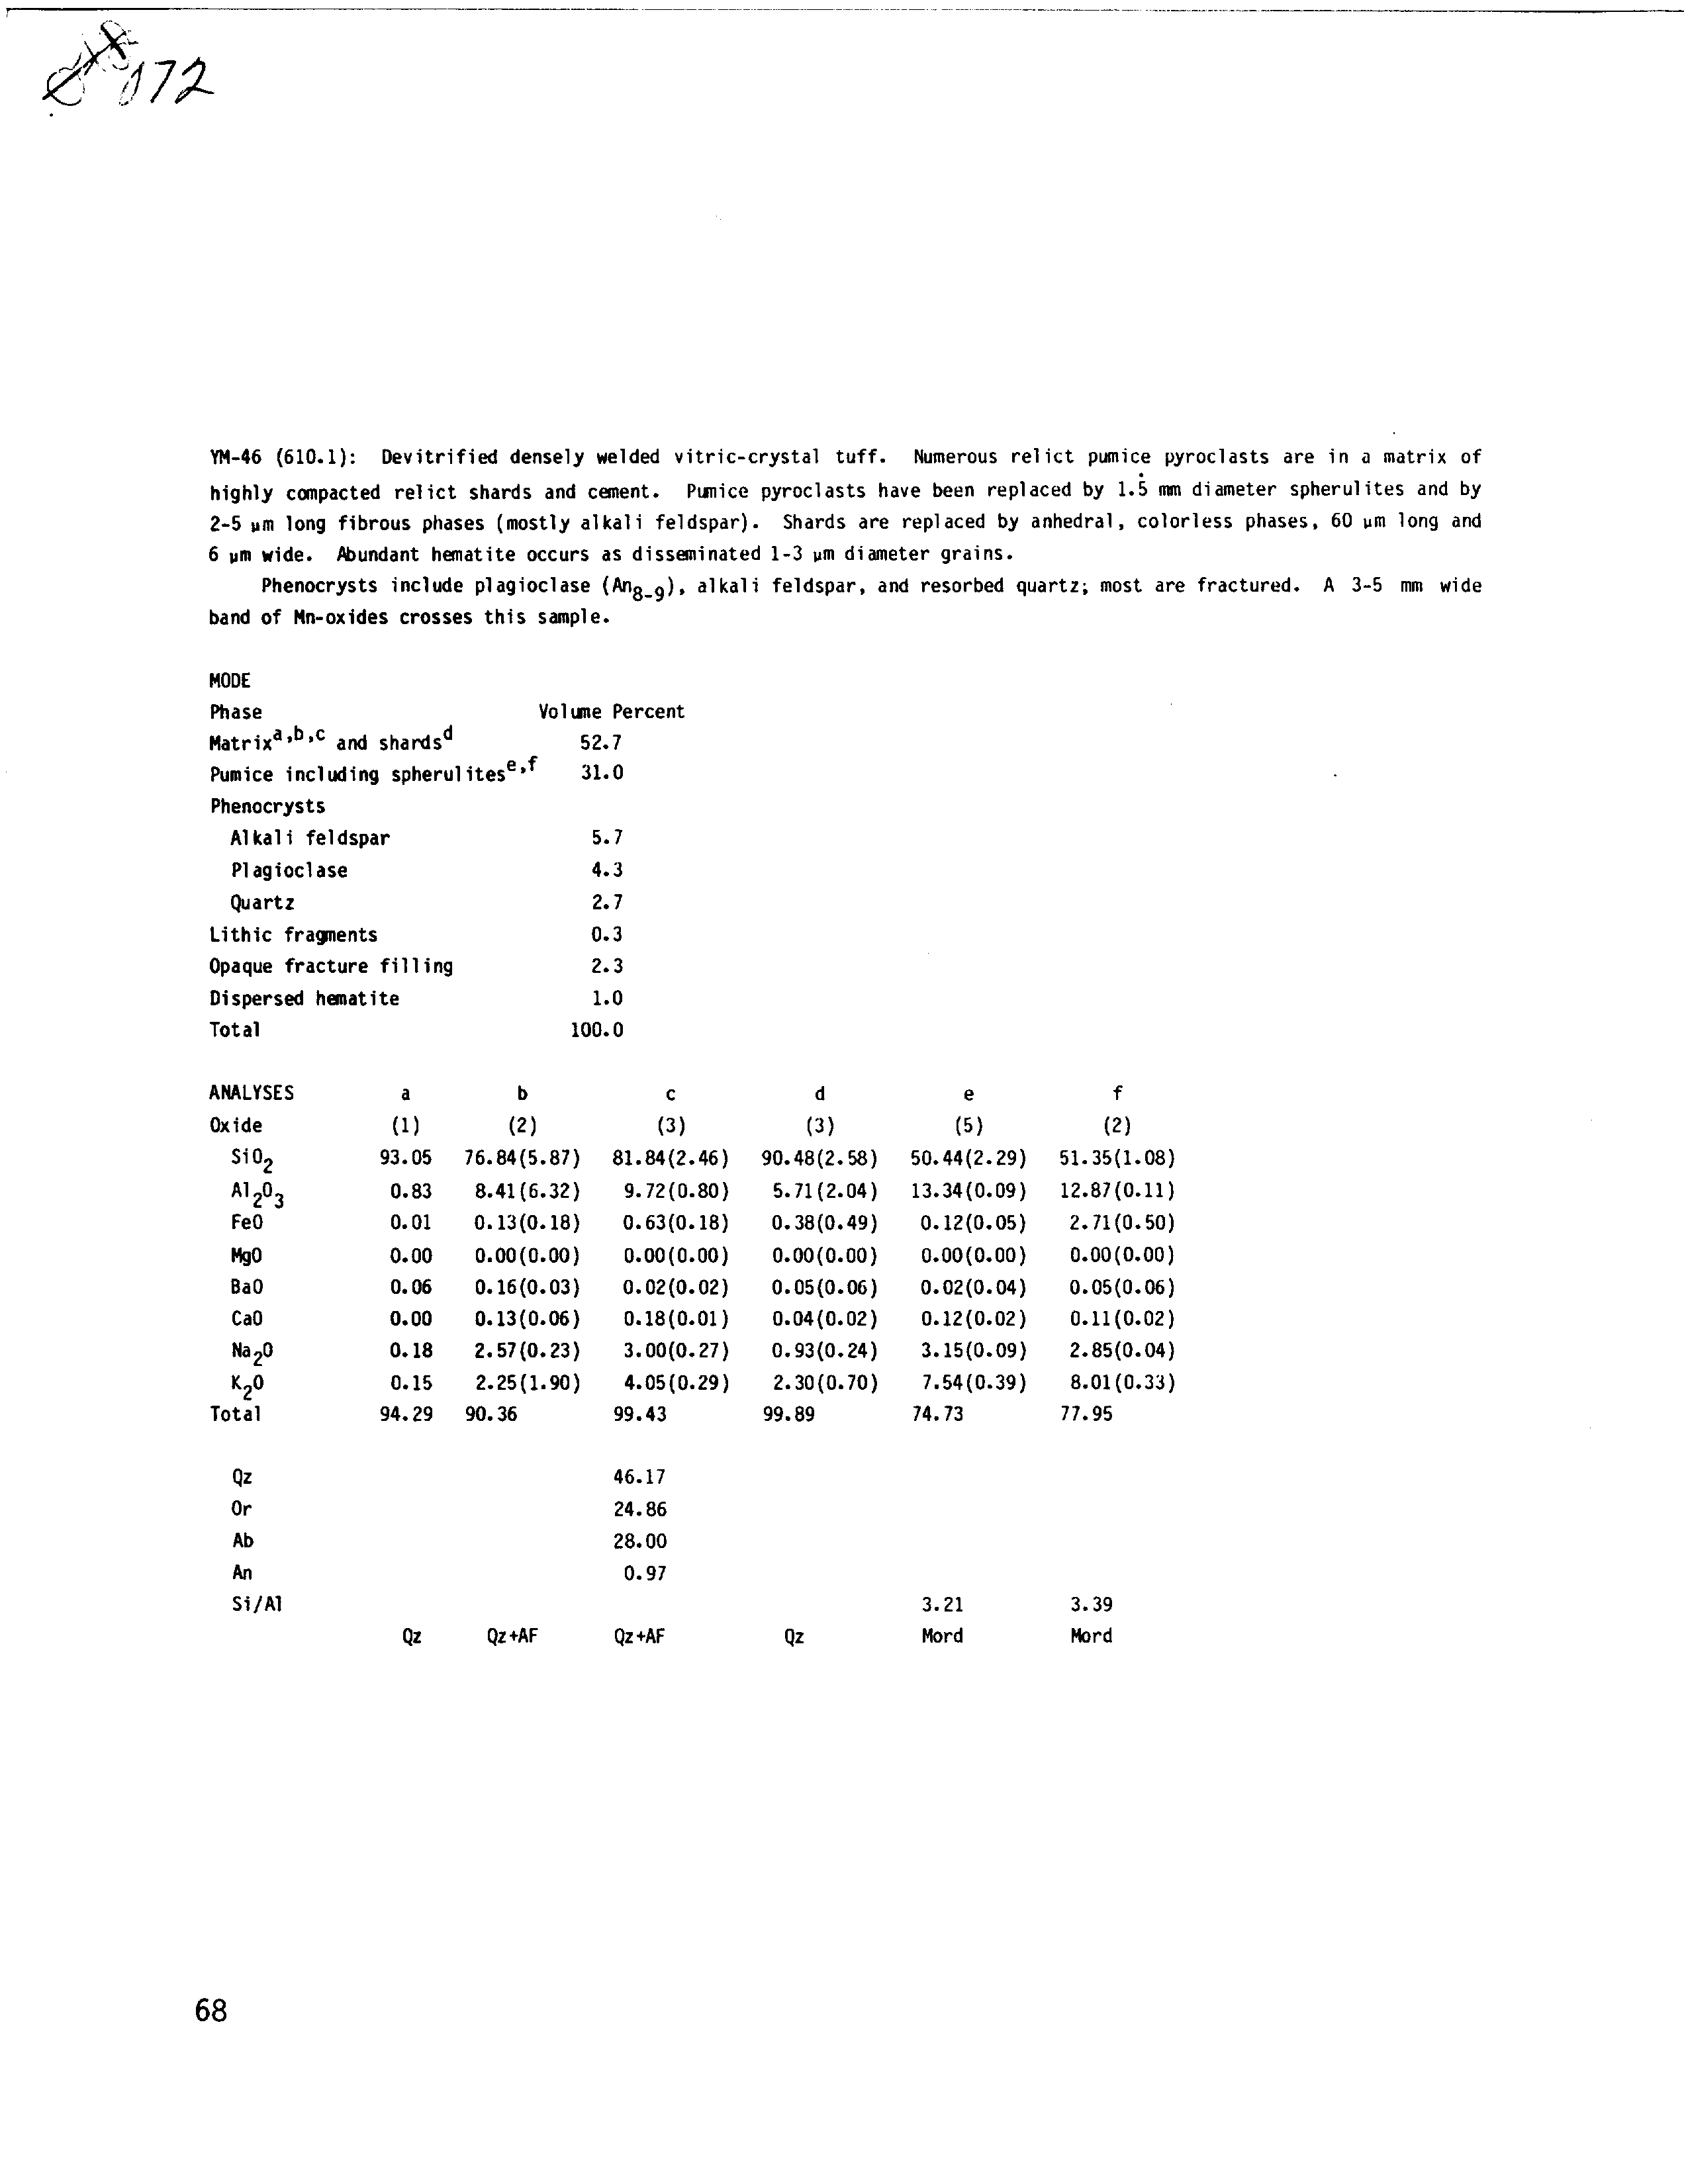 072
YM-46 (610.1): Devitrified densely welded vitric-crystal tuff. Numerous relict pumice pyroclasts are in a matrix of
highly compacted relict shards and cement. Pumice pyroclasts have been replaced by 1.5 mm diameter spherulites and by
2-5 µm long fibrous phases (mostly alkali feldspar). Shards are replaced by anhedral, colorless phases, 60 µm long and
6 µm wide. Abundant hematite occurs as disseminated 1-3 µm diameter grains.
Phenocrysts include plagioclase (An₈₋₉), alkali feldspar, and resorbed quartz; most are fractured. A 3-5 mm wide
band of Mn-oxides crosses this sample.
MODE
Phase Volume Percent
Matrixᵃ,ᵇ,ᶜ and shardsᵈ 52.7
Pumice including spherulitesᵉ,ᶠ 31.0
Phenocrysts
Alkali feldspar 5.7
Plagioclase 4.3
Quartz 2.7
Lithic fragments 0.3
Opaque fracture filling 2.3
Dispersed hematite 1.0
Total 100.0
ANALYSES a b c d e f
Oxide (1) (2) (3) (3) (5) (2)
SiO₂ 93.05 76.84(5.87) 81.84(2.46) 90.48(2.58) 50.44(2.29) 51.35(1.08)
Al₂O₃ 0.83 8.41(6.32) 9.72(0.80) 5.71(2.04) 13.34(0.09) 12.87(0.11)
FeO 0.01 0.13(0.18) 0.63(0.18) 0.38(0.49) 0.12(0.05) 2.71(0.50)
MgO 0.00 0.00(0.00) 0.00(0.00) 0.00(0.00) 0.00(0.00) 0.00(0.00)
BaO 0.06 0.16(0.03) 0.02(0.02) 0.05(0.06) 0.02(0.04) 0.05(0.06)
CaO 0.00 0.13(0.06) 0.18(0.01) 0.04(0.02) 0.12(0.02) 0.11(0.02)
Na₂O 0.18 2.57(0.23) 3.00(0.27) 0.93(0.24) 3.15(0.09) 2.85(0.04)
K₂O 0.15 2.25(1.90) 4.05(0.29) 2.30(0.70) 7.54(0.39) 8.01(0.33)
Total 94.29 90.36 99.43 99.89 74.73 77.95
Qz 46.17
Or 24.86
Ab 28.00
An 0.97
Si/Al 3.21 3.39
Qz Qz+AF Qz+AF Qz Mord Mord
68